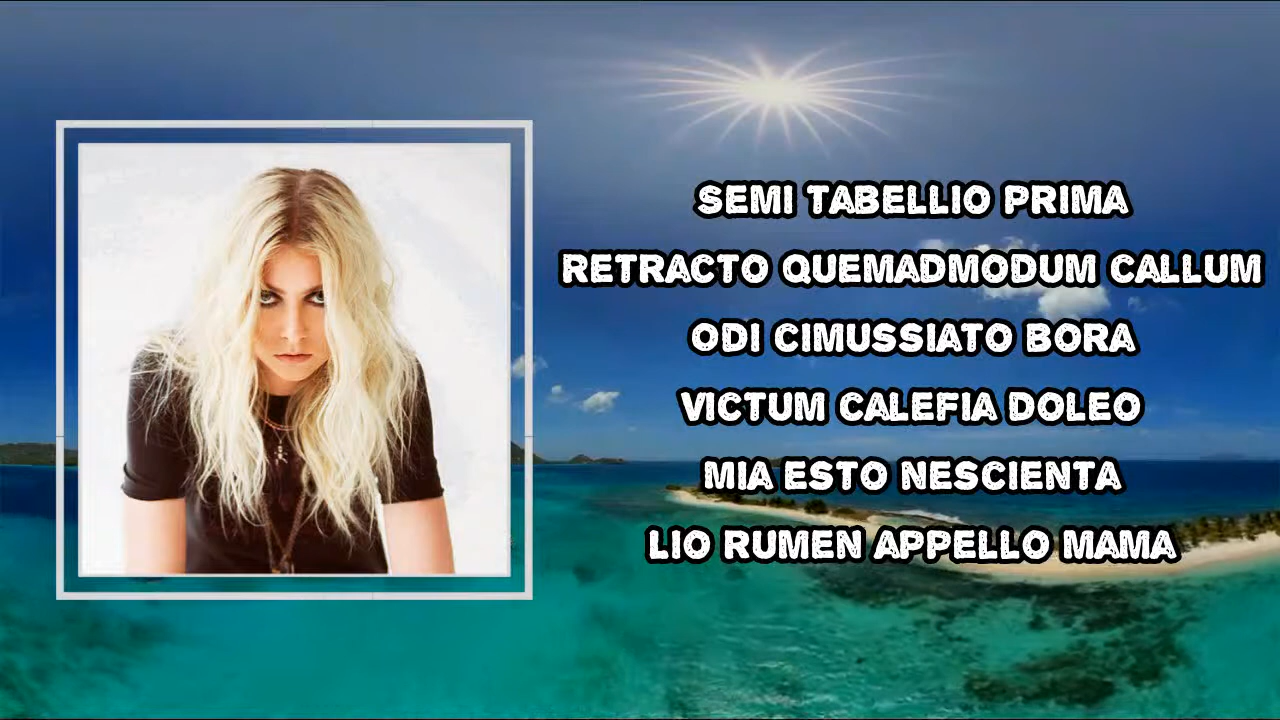 SEMI TABELLIO PRIMA
RETRACTO QUEMADMODUM CALLUM
ODI CIMUSSIATO BORA
VICTUM CALEFIA DOLEO
MIA ESTO NESCIENTA
LIO RUMEN APPELLO MAMA